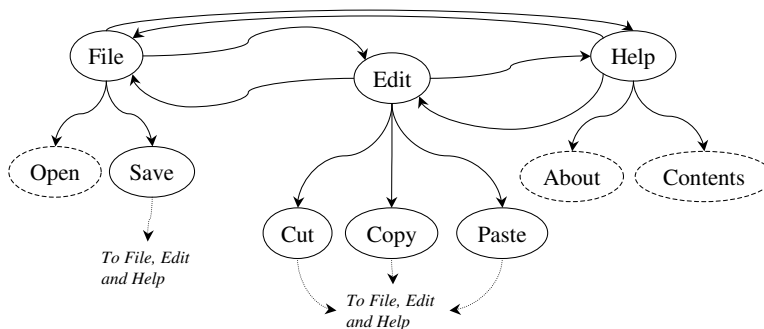 File
Edit
Help
Open
Save
About
Contents
Cut
Copy
Paste
To File, Edit
and Help
To File, Edit
and Help